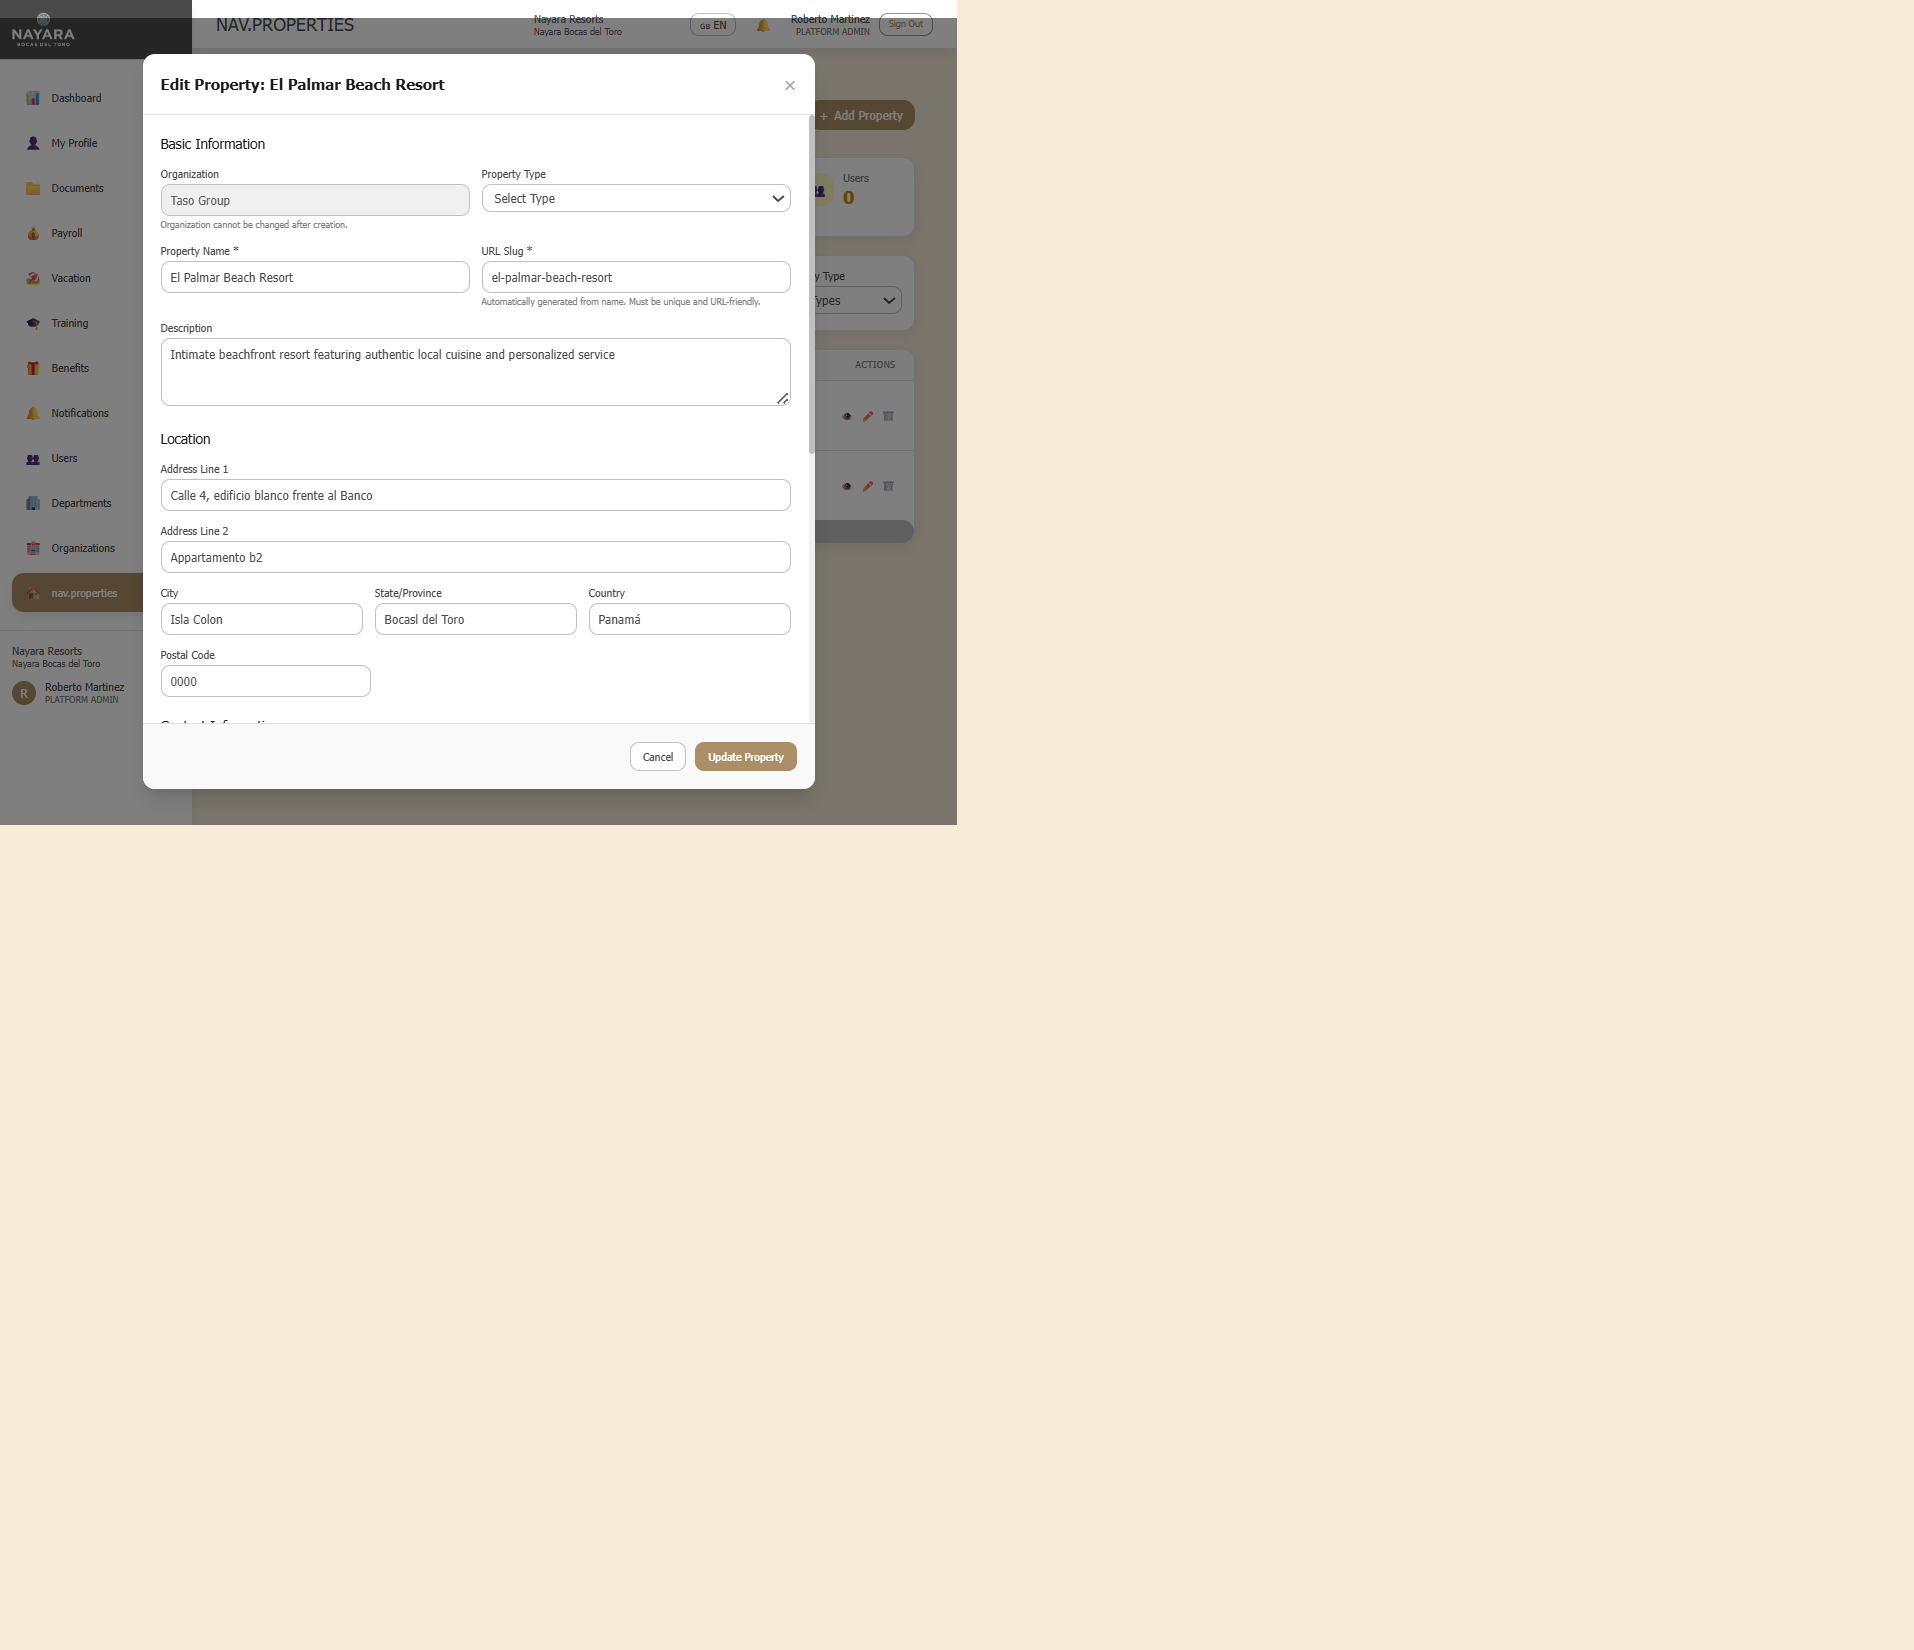 NAYARA
BOCAS DEL TORO
NAV.PROPERTIES
Nayara Resorts
Nayara Bocas del Toro
GB EN
Roberto Martinez
PLATFORM ADMIN
Sign Out
Dashboard
My Profile
Documents
Payroll
Vacation
Training
Benefits
Notifications
Users
Departments
Organizations
nav.properties
Nayara Resorts
Nayara Bocas del Toro
R
Roberto Martinez
PLATFORM ADMIN
Edit Property: El Palmar Beach Resort
×
Basic Information
Organization
Taso Group
Organization cannot be changed after creation.
Property Type
Select Type
Property Name *
El Palmar Beach Resort
URL Slug *
el-palmar-beach-resort
Automatically generated from name. Must be unique and URL-friendly.
Description
Intimate beachfront resort featuring authentic local cuisine and personalized service
Location
Address Line 1
Calle 4, edificio blanco frente al Banco
Address Line 2
Appartamento b2
City
Isla Colon
State/Province
Bocasl del Toro
Country
Panamá
Postal Code
0000
Cancel
Update Property
+ Add Property
Users
0
y Type
Types
ACTIONS